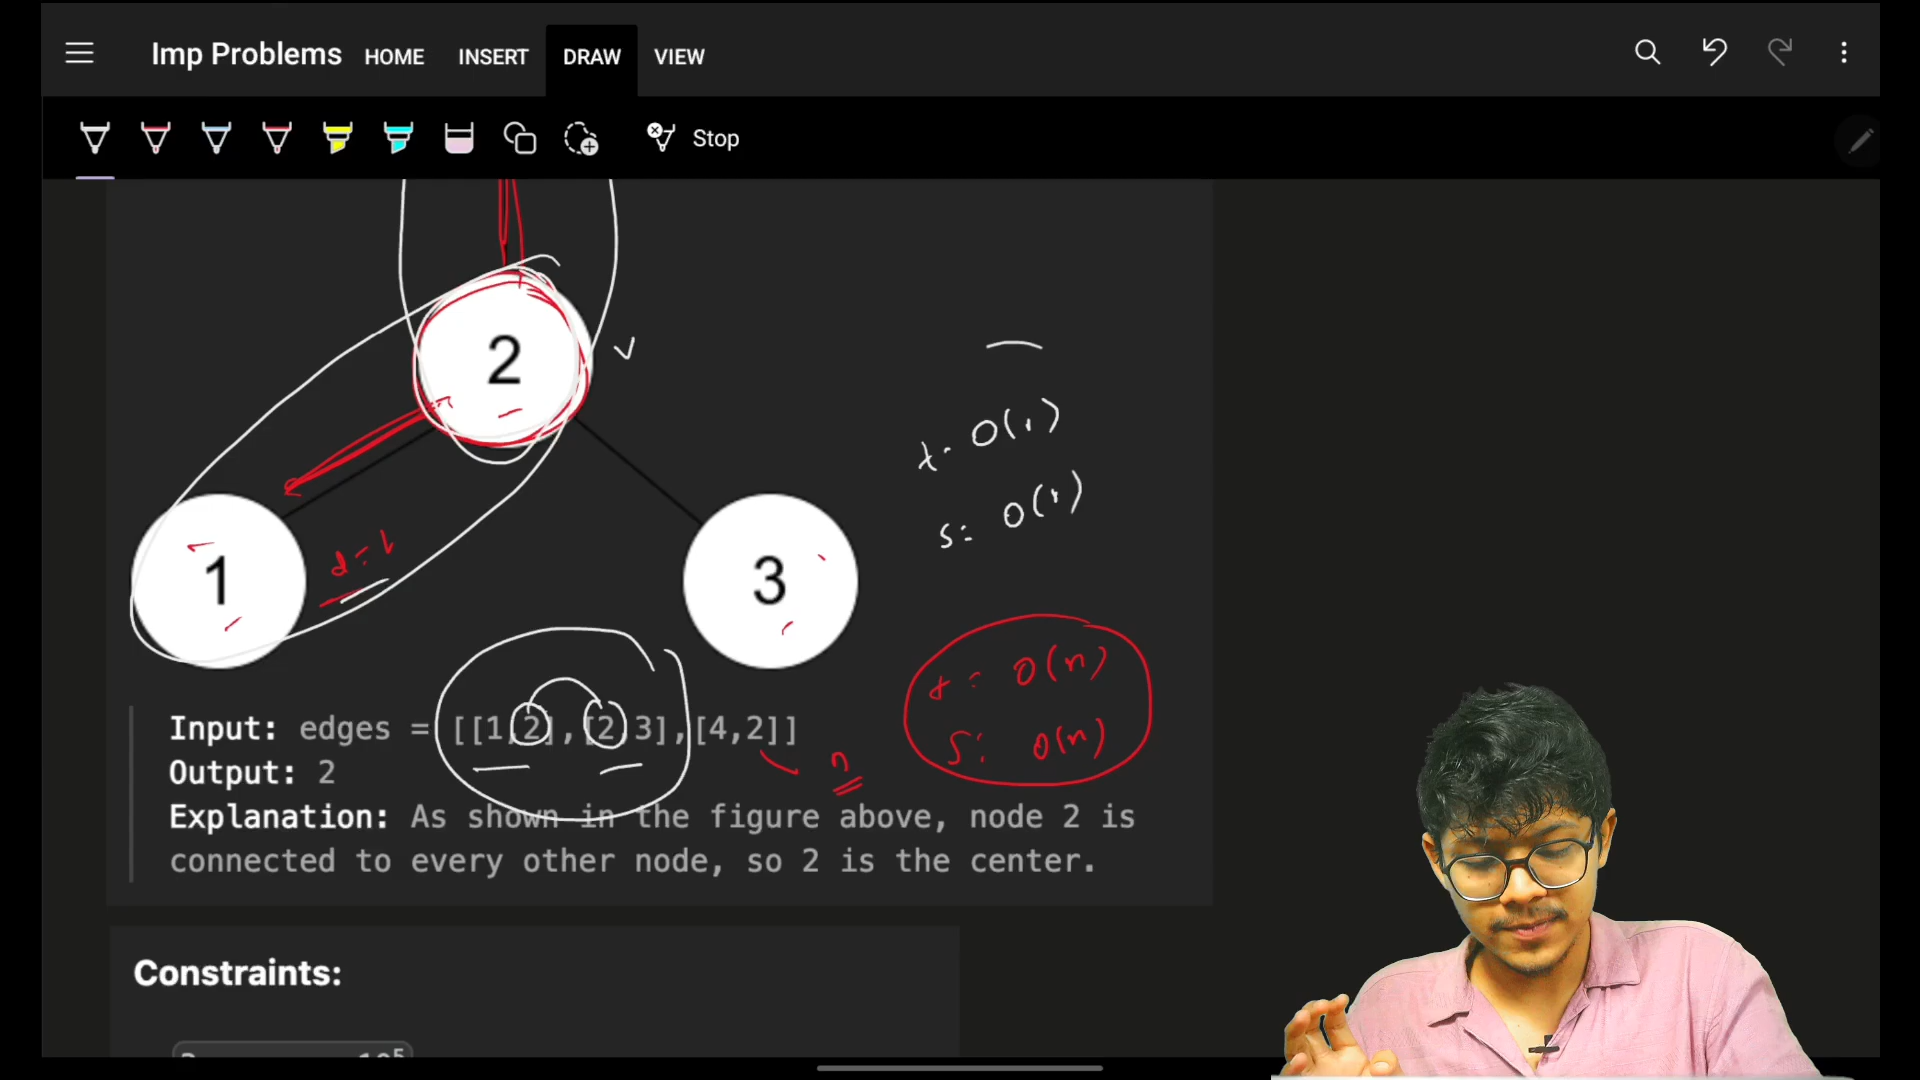 Imp Problems HOME INSERT DRAW VIEW
Stop
2
1
3
d=1
t- O(1)
s: O(1)
t = O(n)
S: O(n)
Input: edges = [[1,2],[2,3],[4,2]]
n
Output: 2
Explanation: As shown in the figure above, node 2 is
connected to every other node, so 2 is the center.
Constraints: